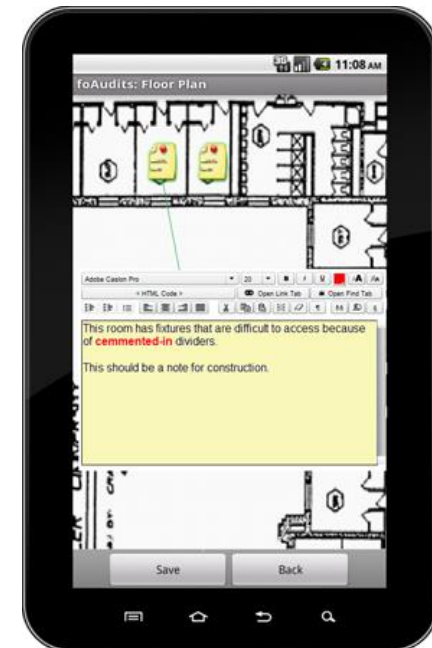 11:08 AM
foAudits: Floor Plan
Adobe Caslon Pro 20 B I U A
< HTML Code > Open Link Tab Open Find Tab
This room has fixtures that are difficult to access because
of cemmented-in dividers.
This should be a note for construction.
Save Back